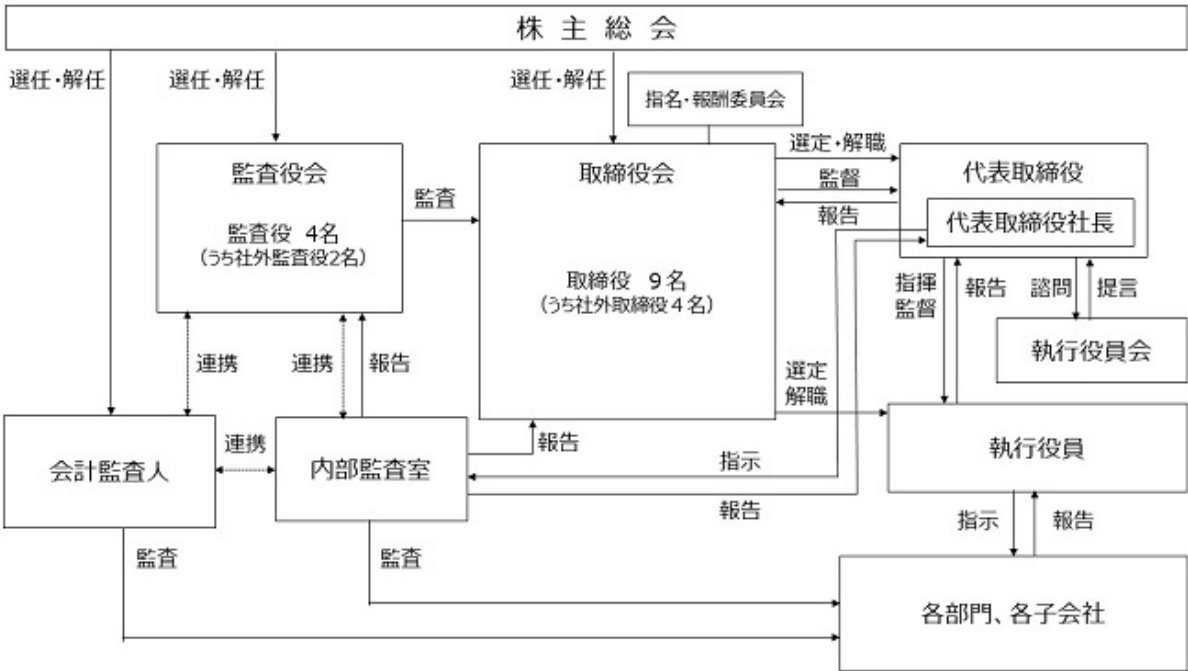 株主総会
選任・解任
選任・解任
選任・解任
指名・報酬委員会
監査役会
監査役 4名
(うち社外監査役2名)
監査
取締役会
取締役 9名
(うち社外取締役4名)
選定・解職
監督
報告
代表取締役
代表取締役社長
指揮
監督
報告
諮問
提言
執行役員会
連携
連携
報告
選定
解職
会計監査人
連携
内部監査室
報告
指示
報告
執行役員
監査
監査
指示
報告
各部門、各子会社